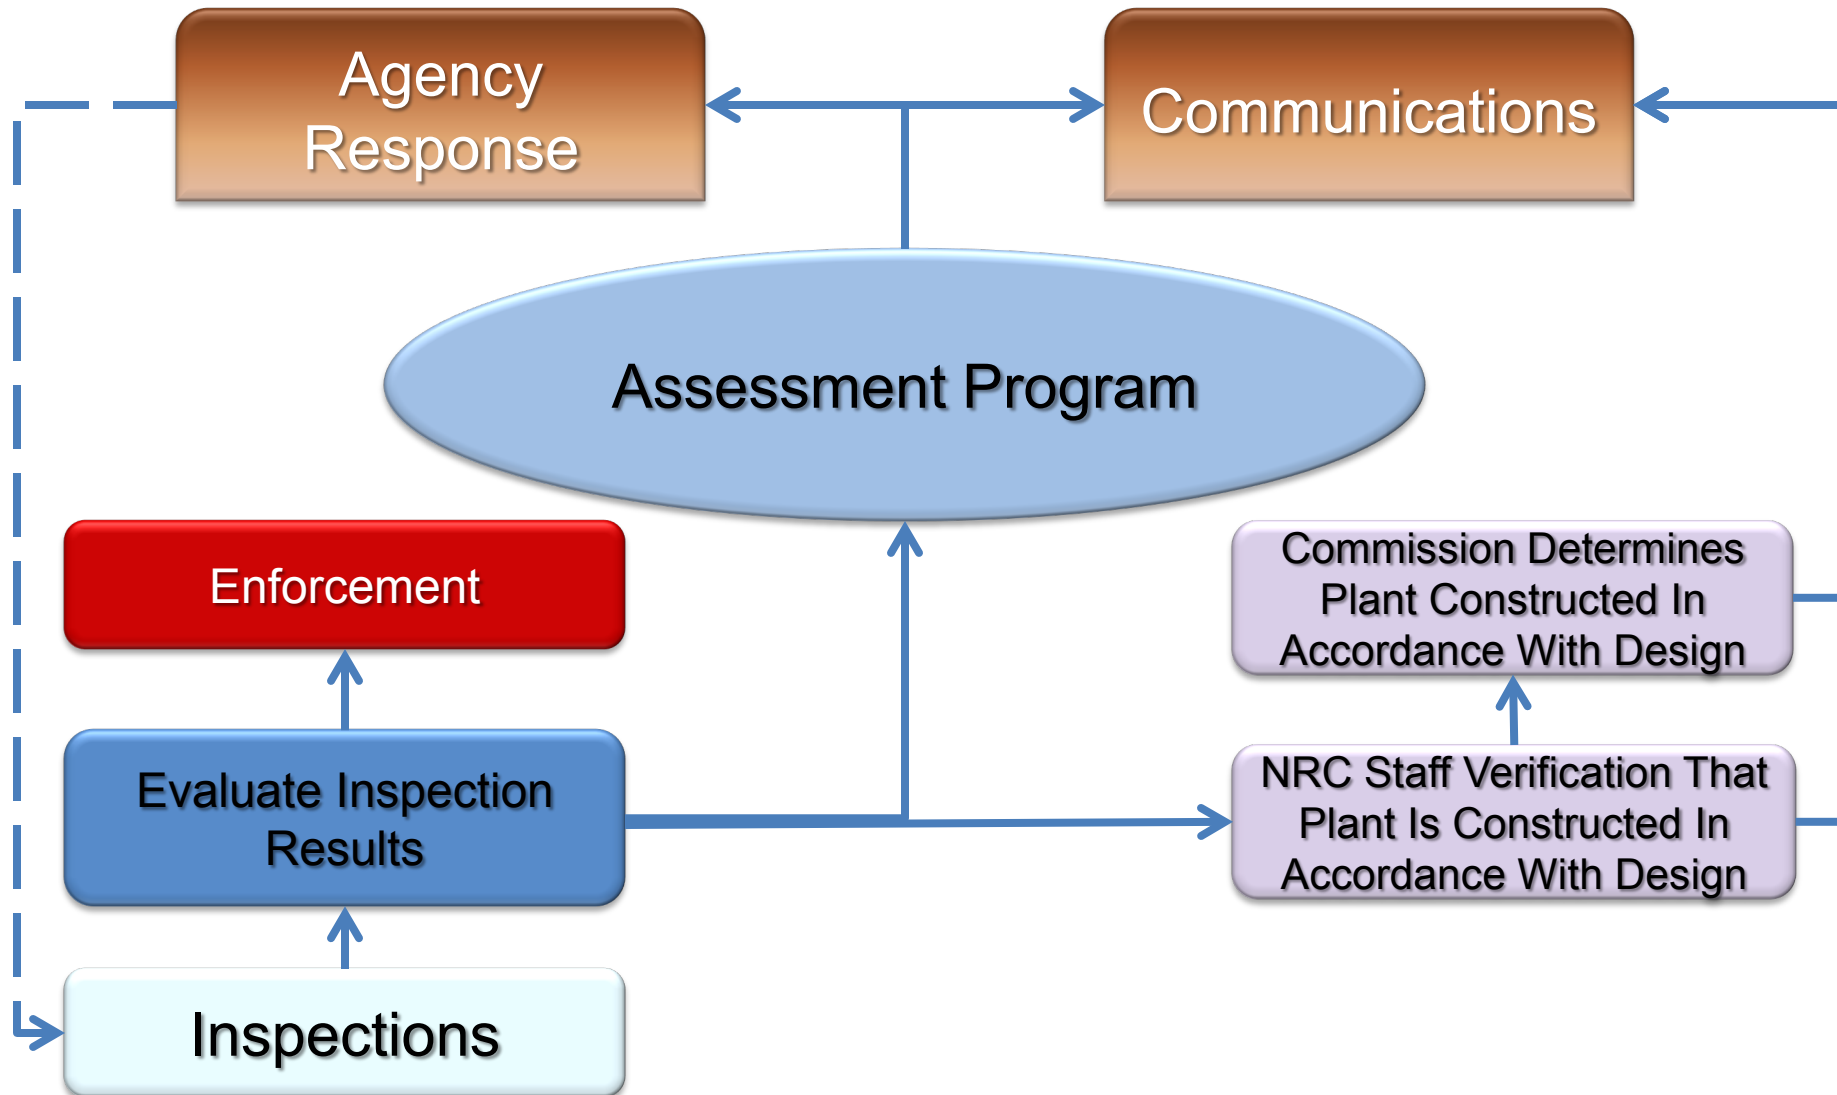 Agency
Response
Communications
Assessment Program
Enforcement
Commission Determines
Plant Constructed In
Accordance With Design
Evaluate Inspection
Results
NRC Staff Verification That
Plant Is Constructed In
Accordance With Design
Inspections